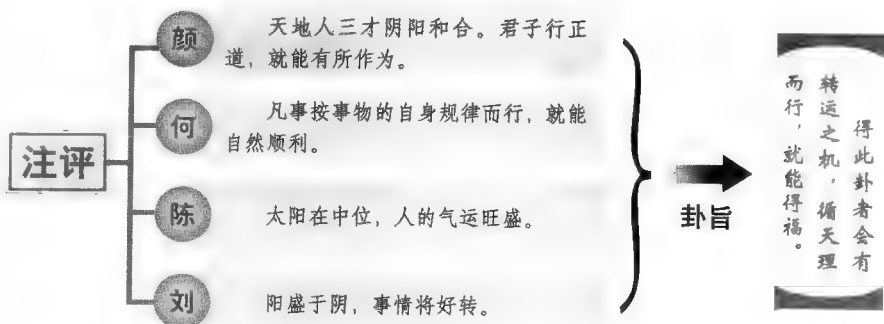 注评
颜
天地人三才阴阳和合。君子行正
道，就能有所作为。
何
凡事按事物的自身规律而行，就能
自然顺利。
陈
太阳在中位，人的气运旺盛。
刘
阳盛于阴，事情将好转。
卦旨
得此卦者会有
转运之机，循天理
而行，就能得福。